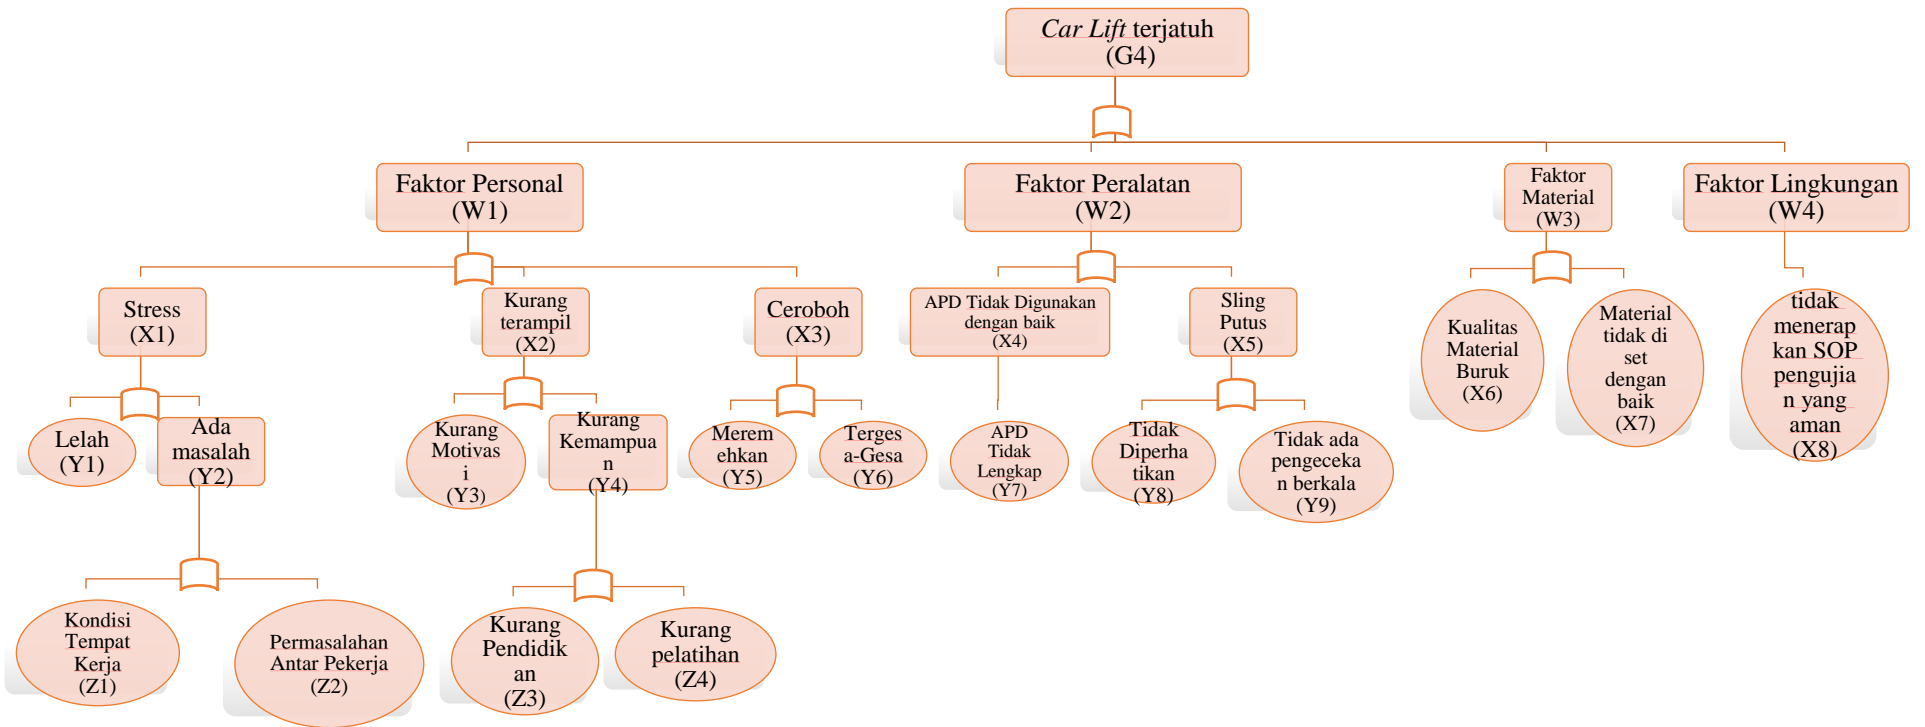 Car Lift terjatuh
(G4)
Faktor Personal
(W1)
Faktor Peralatan
(W2)
Faktor
Material
(W3)
Faktor Lingkungan
(W4)
Stress
(X1)
Kurang
terampil
(X2)
Ceroboh
(X3)
APD Tidak Digunakan
dengan baik
(X4)
Sling
Putus
(X5)
Kualitas
Material
Buruk
(X6)
Material
tidak di
set
dengan
baik
(X7)
tidak
menerap
kan SOP
pengujia
n yang
aman
(X8)
Lelah
(Y1)
Ada
masalah
(Y2)
Kurang
Motivas
i
(Y3)
Kurang
Kemampua
n
(Y4)
Merem
ehkan
(Y5)
Terges
a-Gesa
(Y6)
APD
Tidak
Lengkap
(Y7)
Tidak
Diperha
tikan
(Y8)
Tidak ada
pengeceka
n berkala
(Y9)
Kondisi
Tempat
Kerja
(Z1)
Permasalahan
Antar Pekerja
(Z2)
Kurang
Pendidik
an
(Z3)
Kurang
pelatihan
(Z4)